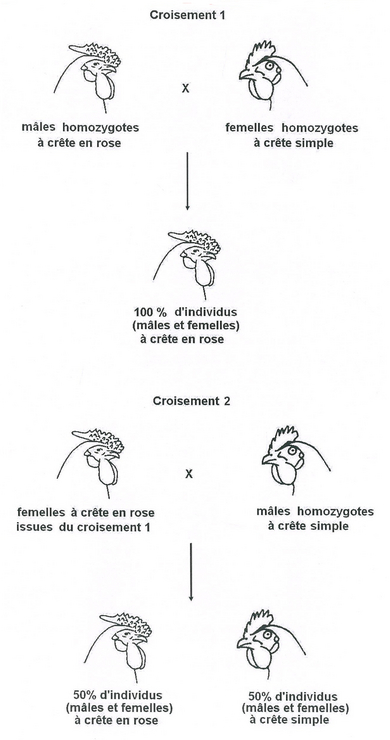 Croisement 1
X
mâles homozygotes
à crête en rose
femelles homozygotes
à crête simple
100 % d'individus
(mâles et femelles)
à crête en rose
Croisement 2
X
femelles à crête en rose
issues du croisement 1
mâles homozygotes
à crête simple
50% d'individus
(mâles et femelles)
à crête en rose
50% d'individus
(mâles et femelles)
à crête simple